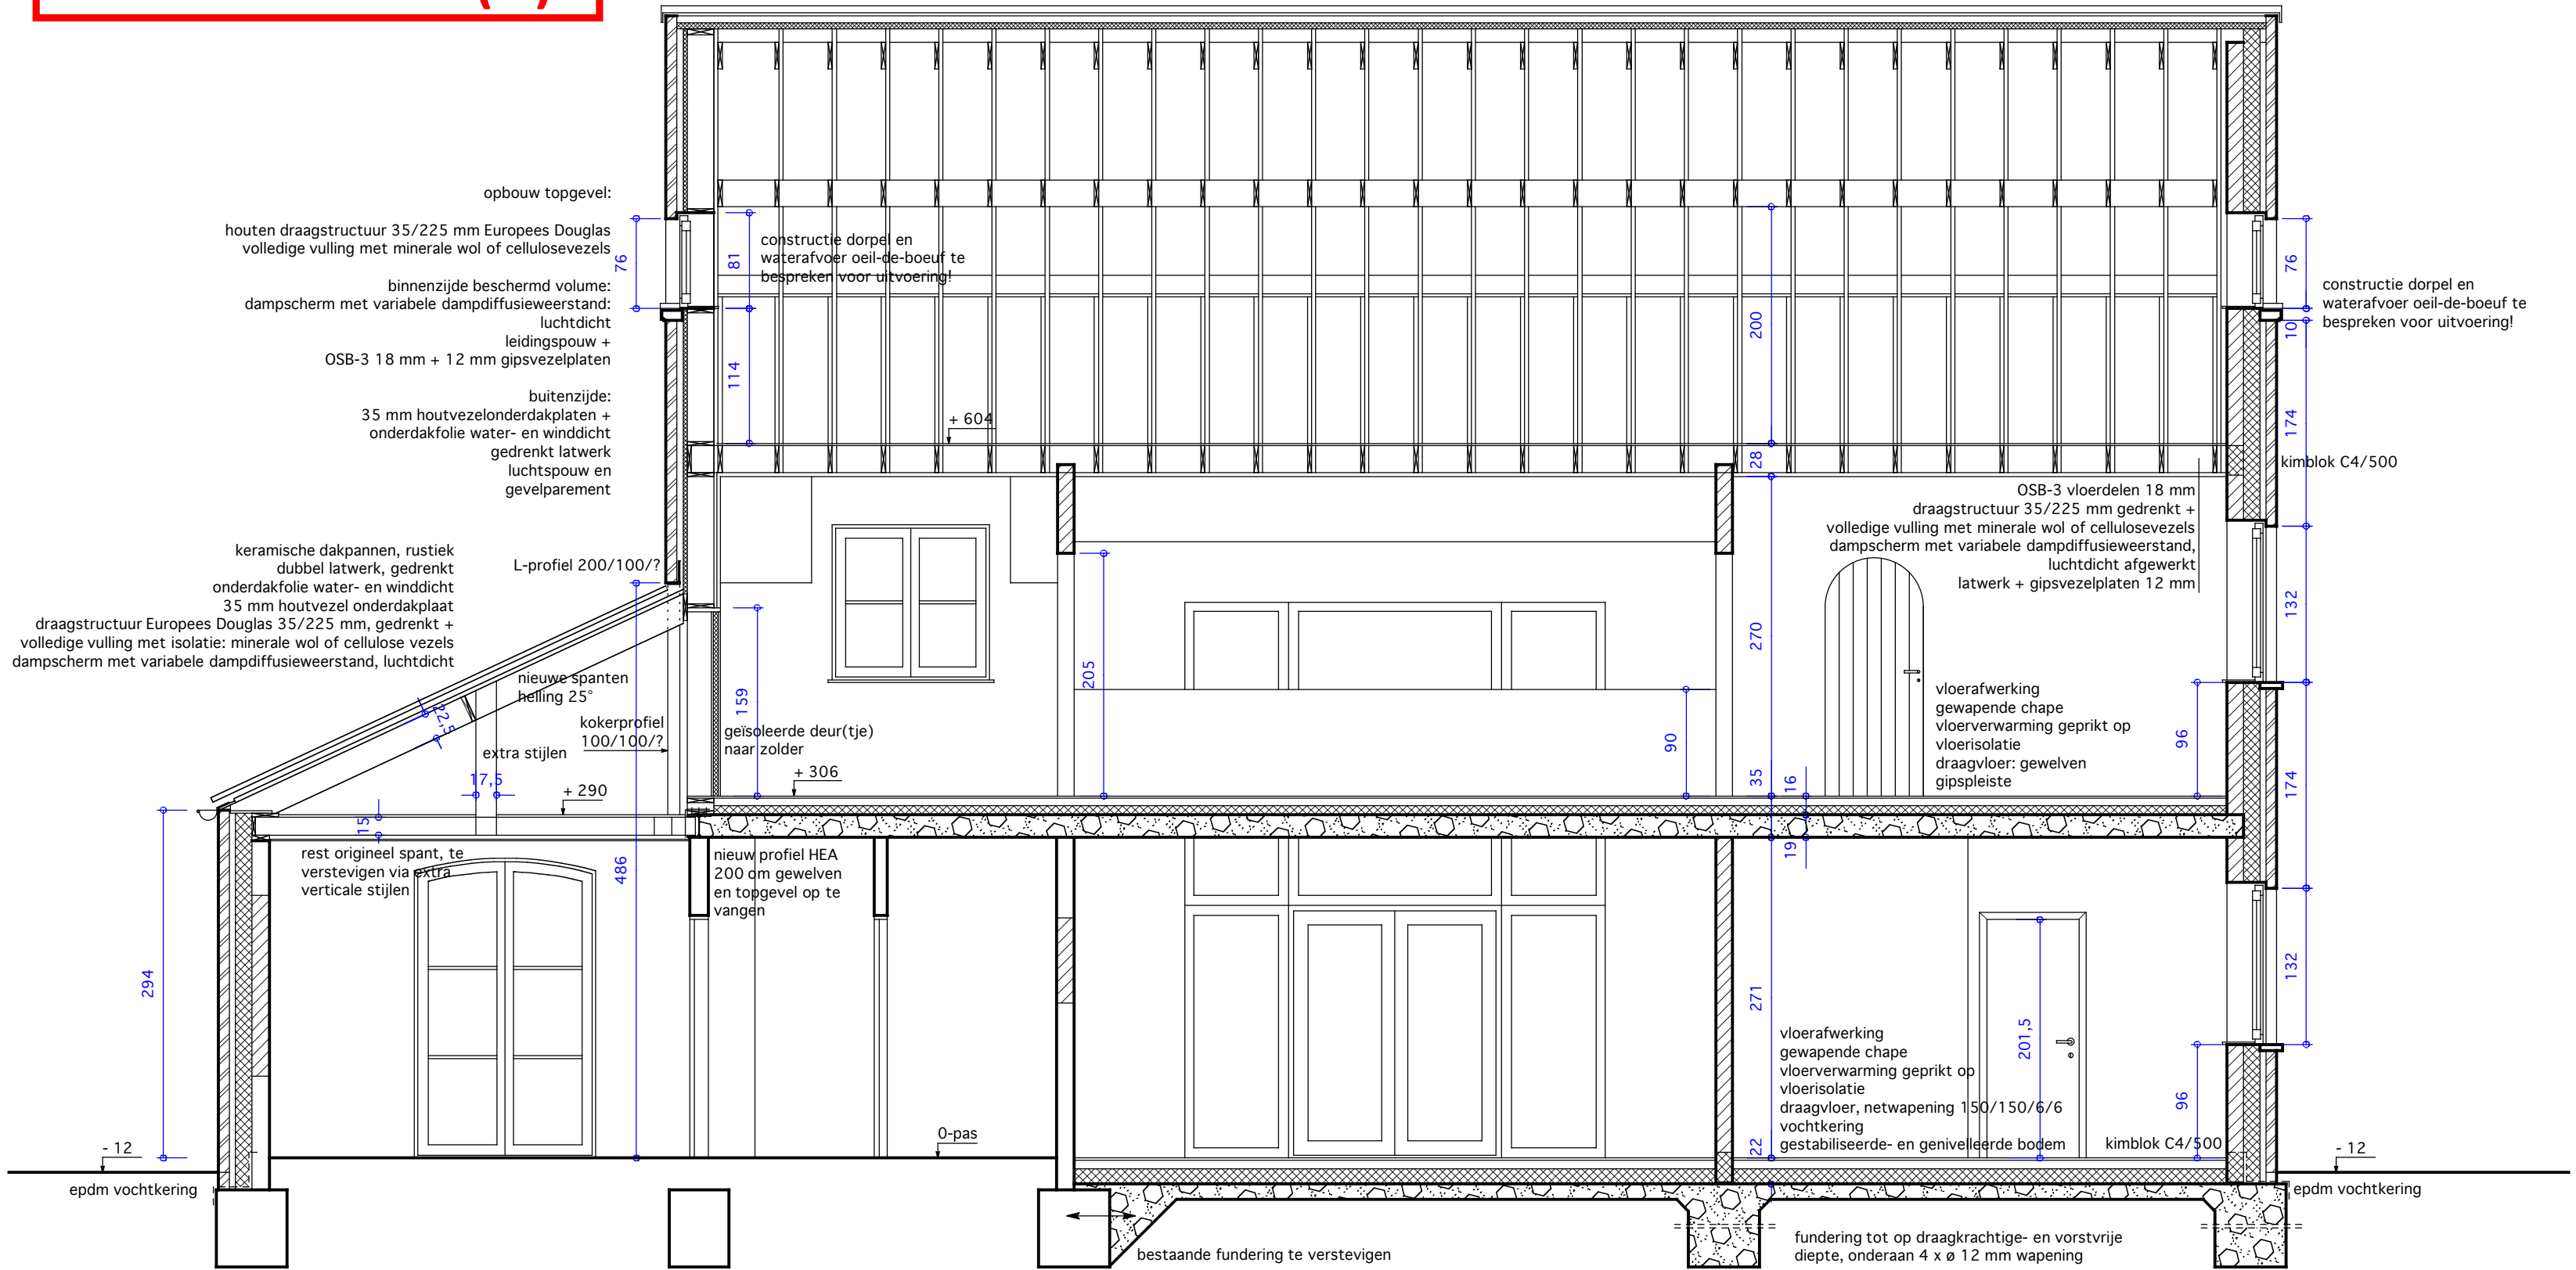 opbouw topgevel:
houten draagstructuur 35/225 mm Europees Douglas
volledige vulling met minerale wol of cellulosevezels
binnenzijde beschermd volume:
dampscherm met variabele dampdiffusieweerstand:
luchtdicht
leidingspouw +
OSB-3 18 mm + 12 mm gipsvezelplaten
buitenzijde:
35 mm houtvezelonderdakplaten +
onderdakfolie water- en winddicht
gedrenkt latwerk
luchtspouw en
gevelparement
keramische dakpannen, rustiek
dubbel latwerk, gedrenkt
onderdakfolie water- en winddicht
35 mm houtvezel onderdakplaat
draagstructuur Europees Douglas 35/225 mm, gedrenkt +
volledige vulling met isolatie: minerale wol of cellulose vezels
dampscherm met variabele dampdiffusieweerstand, luchtdicht
L-profiel 200/100/?
76
81
114
constructie dorpel en
waterafvoer oeil-de-boeuf te
bespreken voor uitvoering!
+ 604
200
28
270
35
16
19
271
22
76
10
174
132
174
132
constructie dorpel en
waterafvoer oeil-de-boeuf te
bespreken voor uitvoering!
kimblok C4/500
OSB-3 vloerdelen 18 mm
draagstructuur 35/225 mm gedrenkt +
volledige vulling met minerale wol of cellulosevezels
dampscherm met variabele dampdiffusieweerstand,
luchtdicht afgewerkt
latwerk + gipsvezelplaten 12 mm
nieuwe spanten
helling 25°
kokerprofiel
100/100/?
extra stijlen
22,5
17,5
+ 290
15
159
geïsoleerde deur(tje)
naar zolder
+ 306
205
90
vloerafwerking
gewapende chape
vloerverwarming geprikt op
vloerisolatie
draagvloer: gewelven
gipspleiste
96
rest origineel spant, te
verstevigen via extra
verticale stijlen
486
nieuw profiel HEA
200 om gewelven
en topgevel op te
vangen
294
201,5
vloerafwerking
gewapende chape
vloerverwarming geprikt op
vloerisolatie
draagvloer, netwapening 150/150/6/6
vochtkering
gestabiliseerde- en genivelleerde bodem
96
kimblok C4/500
0-pas
- 12
- 12
epdm vochtkering
epdm vochtkering
bestaande fundering te verstevigen
fundering tot op draagkrachtige- en vorstvrije
diepte, onderaan 4 x ø 12 mm wapening